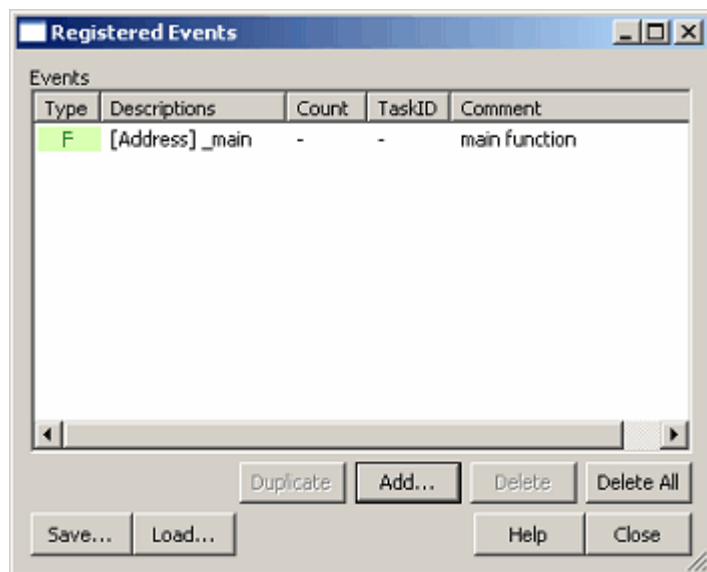 Registered Events
Events
Type Descriptions Count TaskID Comment
F [Address] _main - - main function
Duplicate Add... Delete Delete All
Save... Load... Help Close